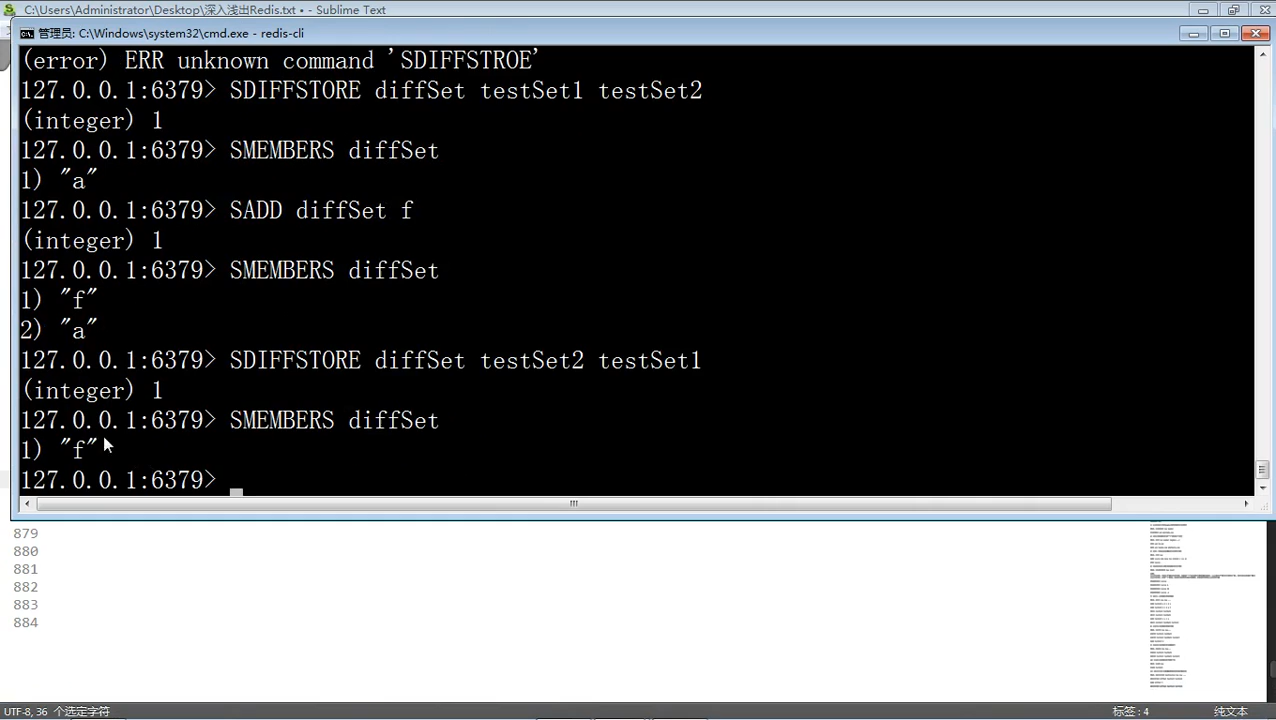 C:\Users\Administrator\Desktop\深入浅出Redis.txt • - Sublime Text
管理员: C:\Windows\system32\cmd.exe - redis-cli
(error) ERR unknown command 'SDIFFSTROE'
127.0.0.1:6379> SDIFFSTORE diffSet testSet1 testSet2
(integer) 1
127.0.0.1:6379> SMEMBERS diffSet
1) "a"
127.0.0.1:6379> SADD diffSet f
(integer) 1
127.0.0.1:6379> SMEMBERS diffSet
1) "f"
2) "a"
127.0.0.1:6379> SDIFFSTORE diffSet testSet2 testSet1
(integer) 1
127.0.0.1:6379> SMEMBERS diffSet
1) "f"
127.0.0.1:6379>
879
880
881
882
883
884
UTF-8, 7 个选定字符
制表符: 4
纯文本